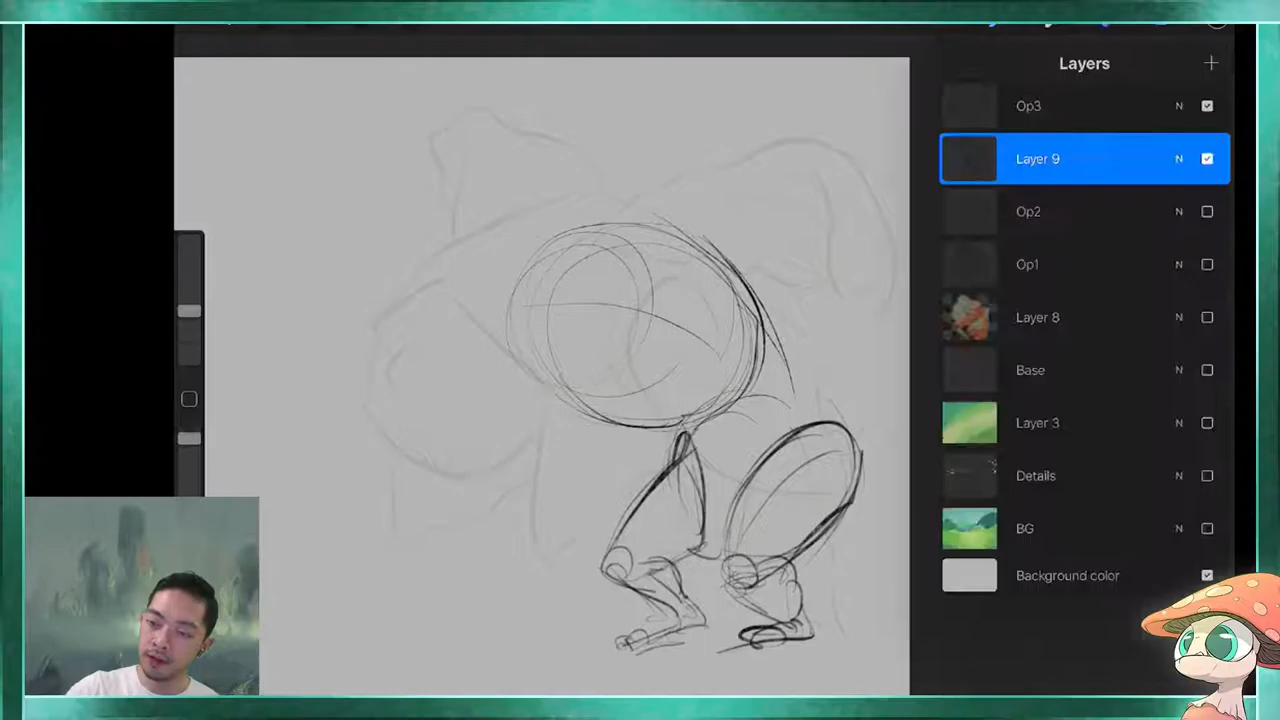 Layers
Op3 N
Layer 9 N
Op2 N
Op1 N
Layer 8 N
Base N
Layer 3 N
Details N
BG N
Background color